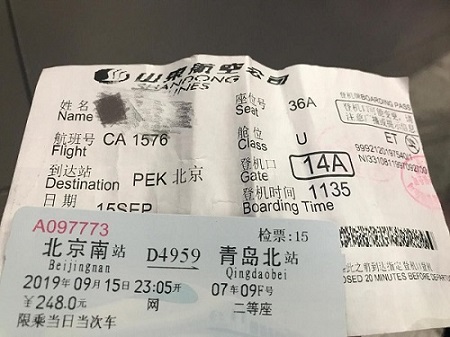 山东航空公司
SHANDONG AIRLINES
登机牌BOARDING PASS
姓名
Name
座位号 36A
Seat
航班号 CA 1576
Flight
舱位 U
Class
ET
到达站
Destination PEK 北京
登机口 14A
Gate
登机时间 1135
Boarding Time
15SEP
OSED 20 MINUTES BEFORE DEPART
A097773
检票:15
北京南站 D4959 青岛北站
Beijingnan Qingdaobei
2019年09月15日23:05开 07车09F号
¥248.0元 网 二等座
限乘当日当次车